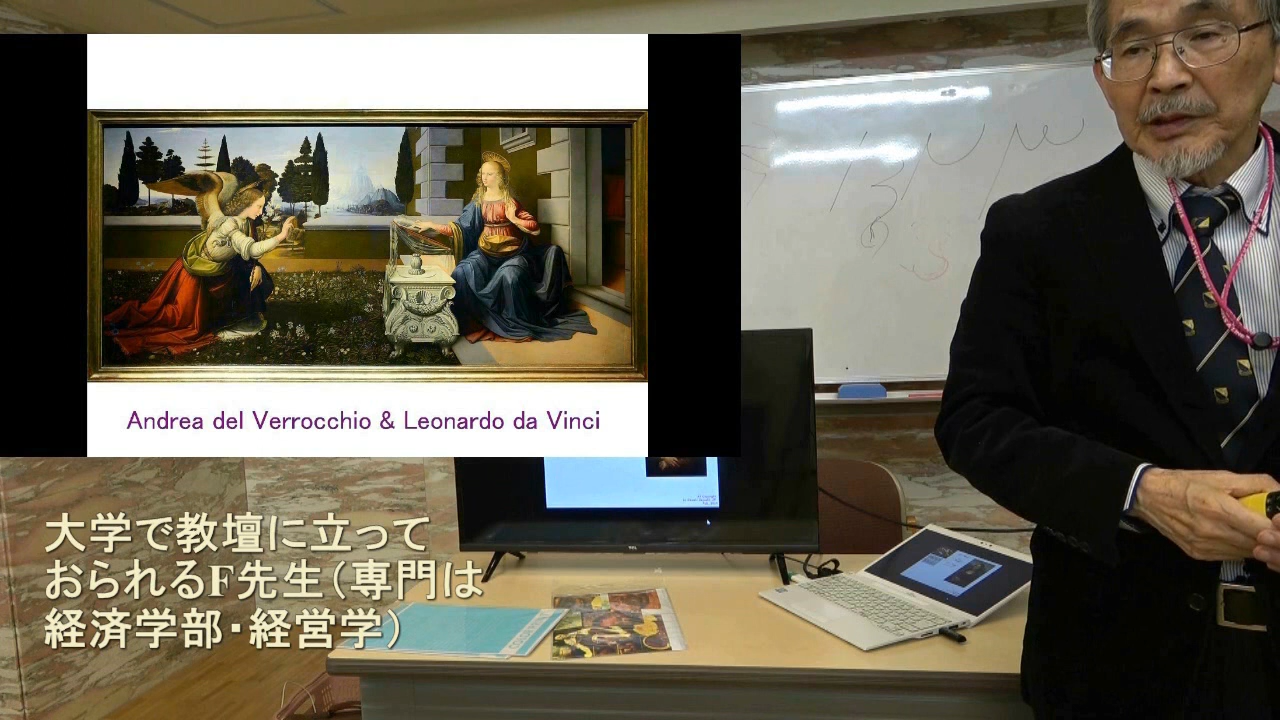 Andrea del Verrocchio & Leonardo da Vinci
大学で教壇に立って
おられるF先生（専門は
経済学部・経営学）
TCL